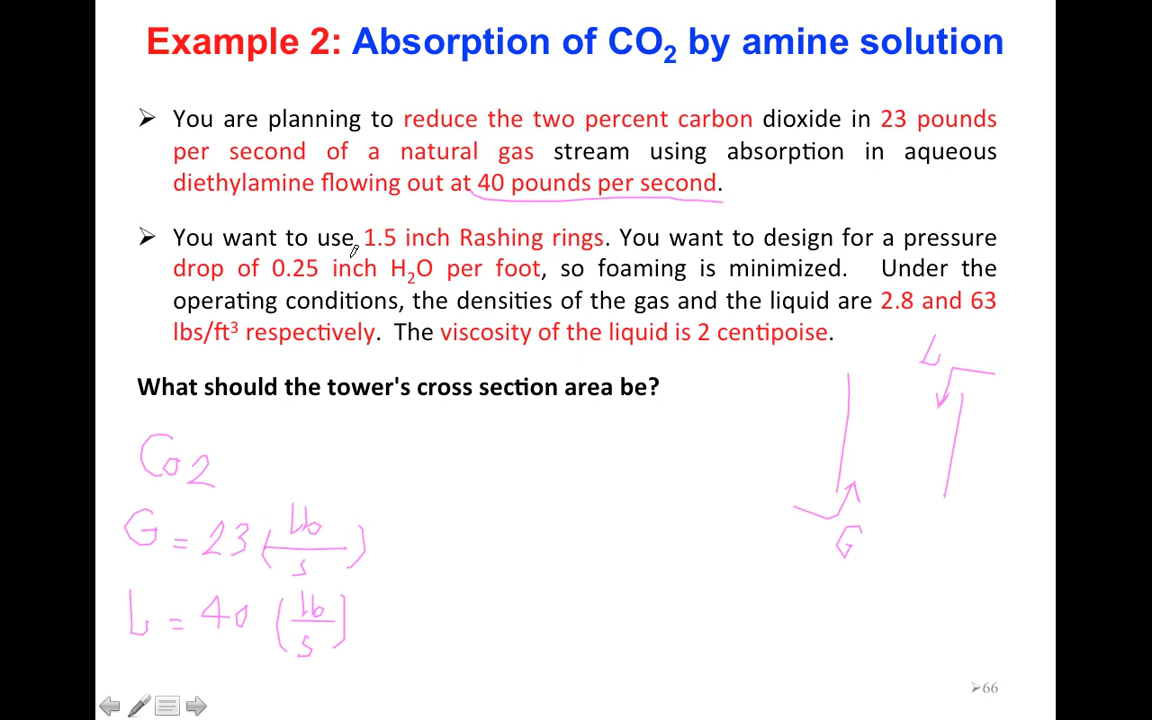 Example 2: Absorption of CO₂ by amine solution
➢ You are planning to reduce the two percent carbon dioxide in 23 pounds
per second of a natural gas stream using absorption in aqueous
diethylamine flowing out at 40 pounds per second.
➢ You want to use 1.5 inch Rashing rings. You want to design for a pressure
drop of 0.25 inch H₂O per foot, so foaming is minimized. Under the
operating conditions, the densities of the gas and the liquid are 2.8 and 63
lbs/ft³ respectively. The viscosity of the liquid is 2 centipoise.
L
What should the tower's cross section area be?
Co2
G = 23 (lb/s)
G
L = 40 (lb/s)
➢66